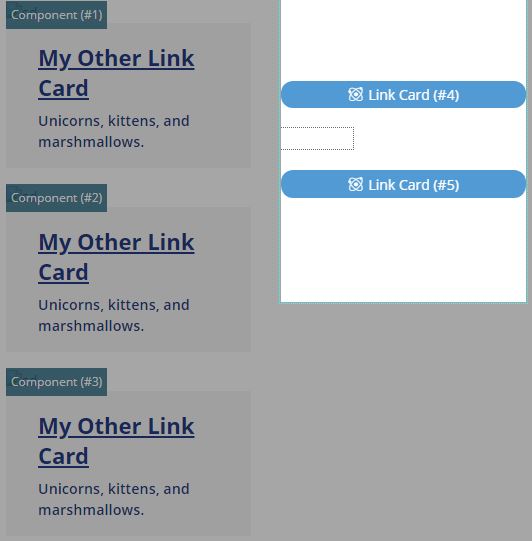 Component (#1)
My Other Link
Card
Unicorns, kittens, and
marshmallows.
Component (#2)
My Other Link
Card
Unicorns, kittens, and
marshmallows.
Component (#3)
My Other Link
Card
Unicorns, kittens, and
marshmallows.
Link Card (#4)
Link Card (#5)